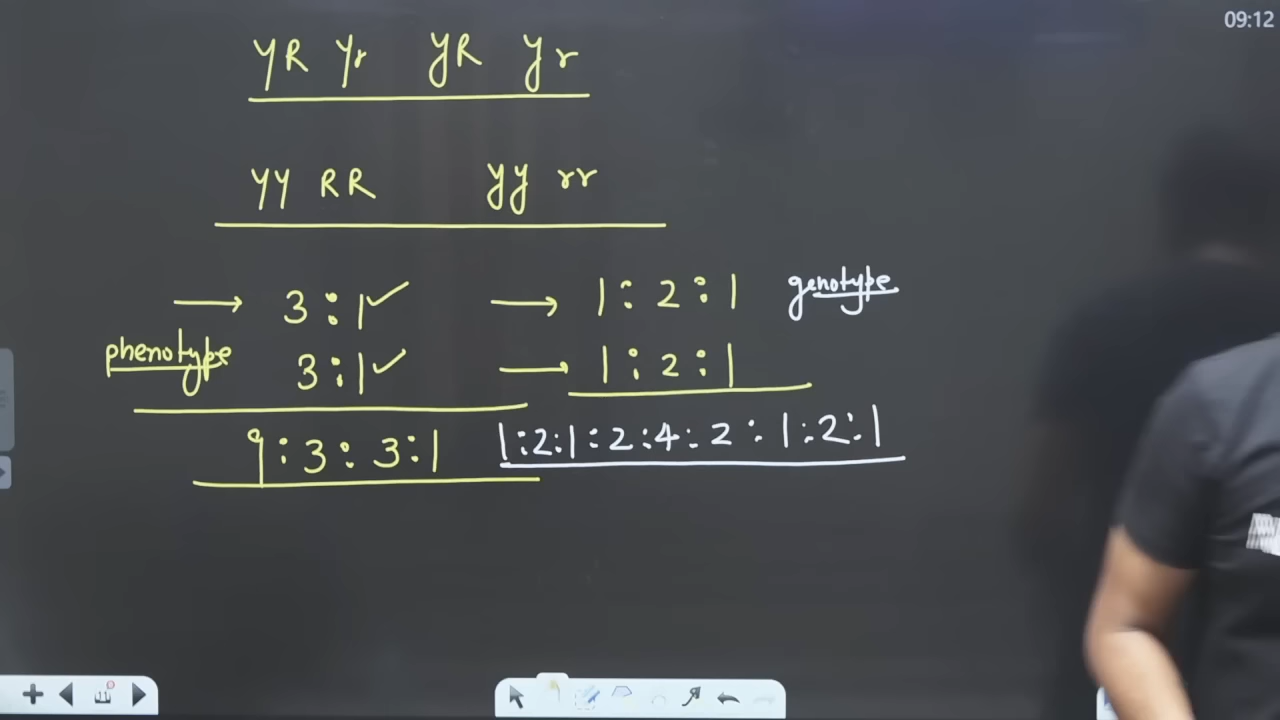 09:12
YR Yr yR yr
YY RR yy rr
→ 3:1✓ → 1:2:1 genotype
phenotype 3:1✓ → 1:2:1
9:3:3:1 1:2:1:2:4:2:1:2:1